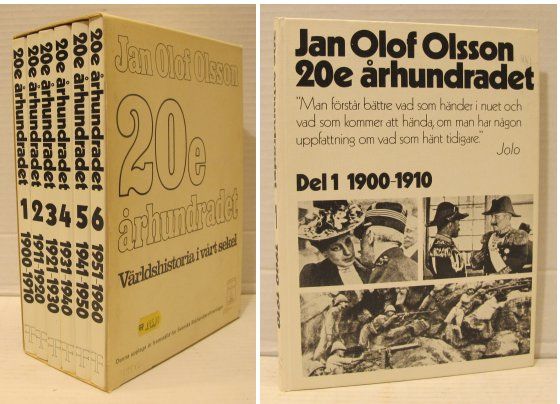 20e århundradet 1 1900-1910
20e århundradet 2 1911-1920
20e århundradet 3 1921-1930
20e århundradet 4 1931-1940
20e århundradet 5 1941-1950
20e århundradet 6 1951-1960
Jan Olof Olsson
20e
århundradet
Världshistoria i vårt sekel
Jan Olof Olsson
20e århundradet
"Man förstår bättre vad som händer i nuet och
vad som kommer att hända, om man har någon
uppfattning om vad som hänt tidigare."
Jolo
Del 1 1900-1910